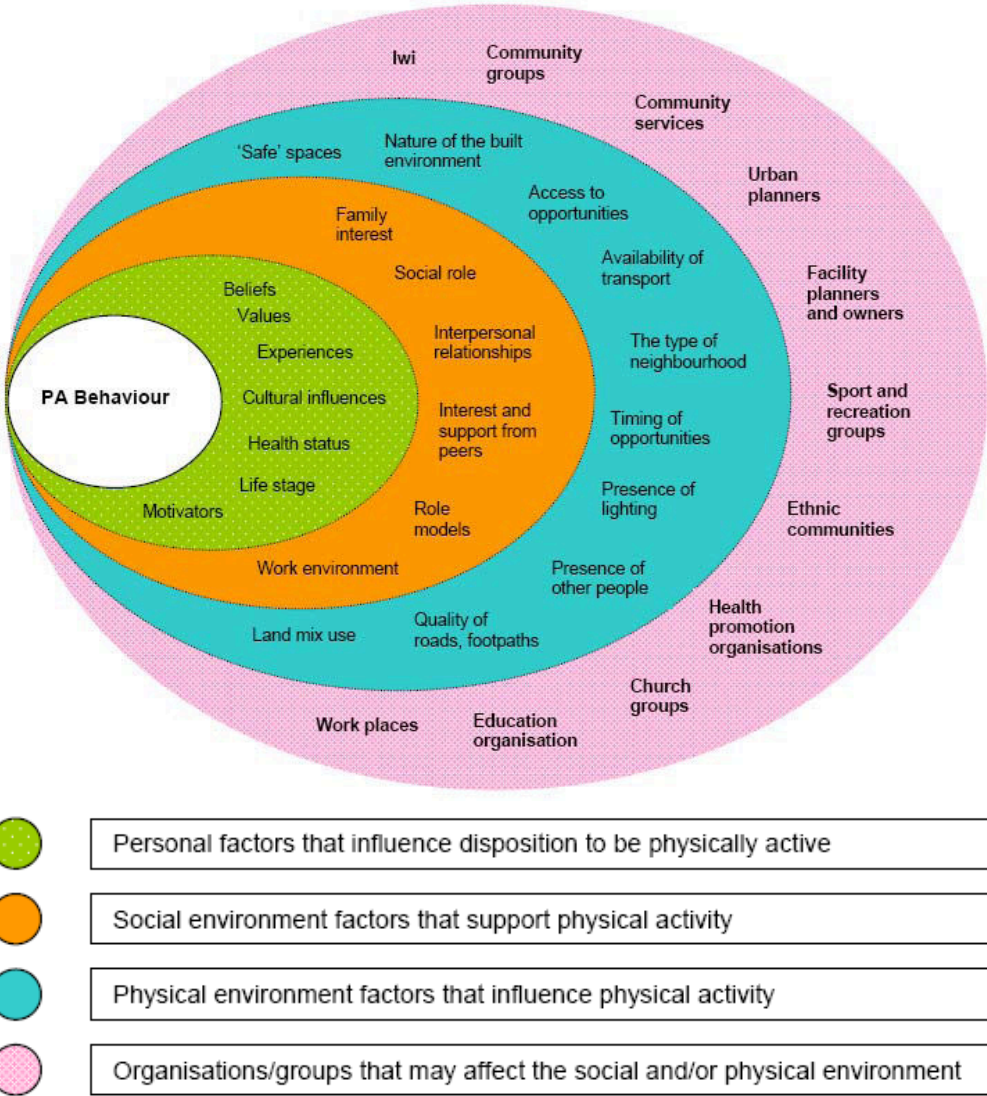 Iwi
Community
groups
Community
services
Urban
planners
Facility
planners
and owners
Sport and
recreation
groups
Ethnic
communities
Health
promotion
organisations
Church
groups
Education
organisation
Work places
'Safe' spaces
Nature of the built
environment
Access to
opportunities
Availability of
transport
The type of
neighbourhood
Timing of
opportunities
Presence of
lighting
Presence of
other people
Quality of
roads, footpaths
Land mix use
Family
interest
Social role
Interpersonal
relationships
Interest and
support from
peers
Role
models
Work environment
Beliefs
Values
Experiences
Cultural influences
Health status
Life stage
Motivators
PA Behaviour
Personal factors that influence disposition to be physically active
Social environment factors that support physical activity
Physical environment factors that influence physical activity
Organisations/groups that may affect the social and/or physical environment